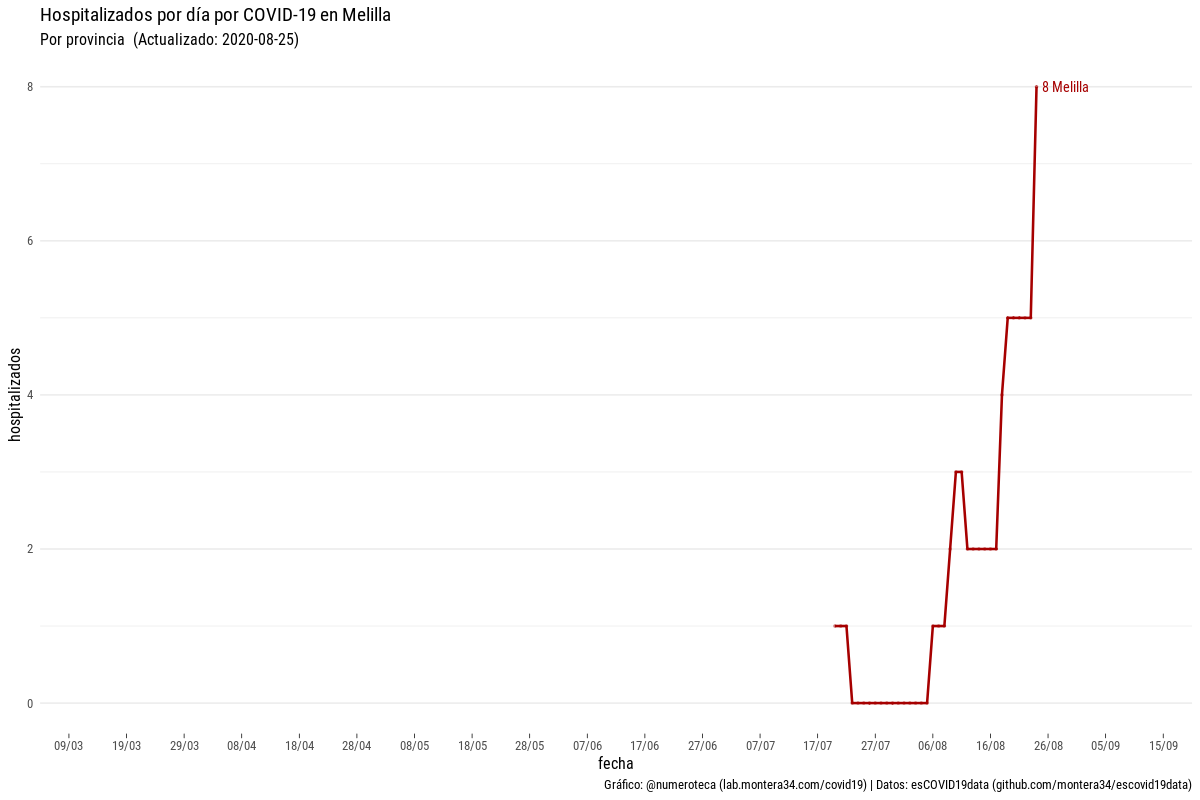 Hospitalizados por día por COVID-19 en Melilla
Por provincia  (Actualizado: 2020-08-25)
8
8 Melilla
6
4
2
0
hospitalizados
09/03 19/03 29/03 08/04 18/04 28/04 08/05 18/05 28/05 07/06 17/06 27/06 07/07 17/07 27/07 06/08 16/08 26/08 05/09 15/09
fecha
Gráfico: @numeroteca (lab.montera34.com/covid19) | Datos: esCOVID19data (github.com/montera34/escovid19data)